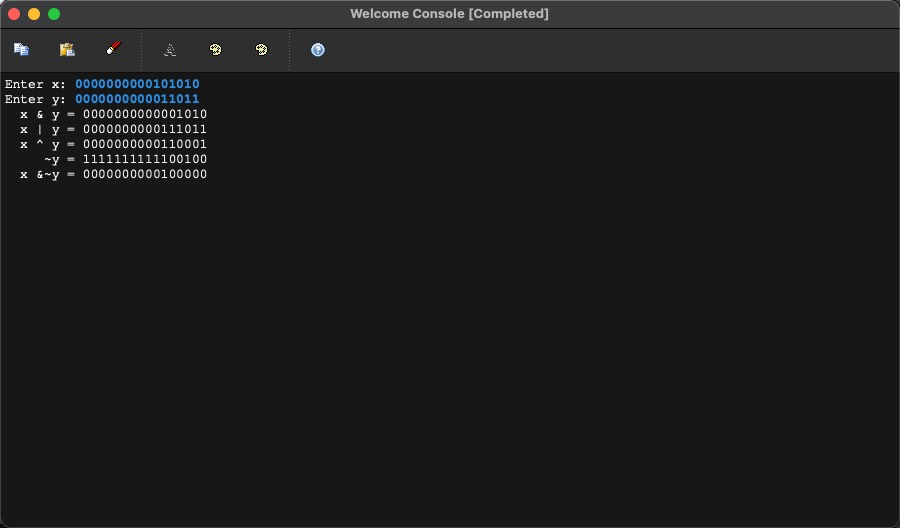 Welcome Console [Completed]
Enter x: 0000000000101010
Enter y: 0000000000011011
  x & y = 0000000000001010
  x | y = 0000000000111011
  x ^ y = 0000000000110001
     ~y = 1111111111100100
  x &~y = 0000000000100000